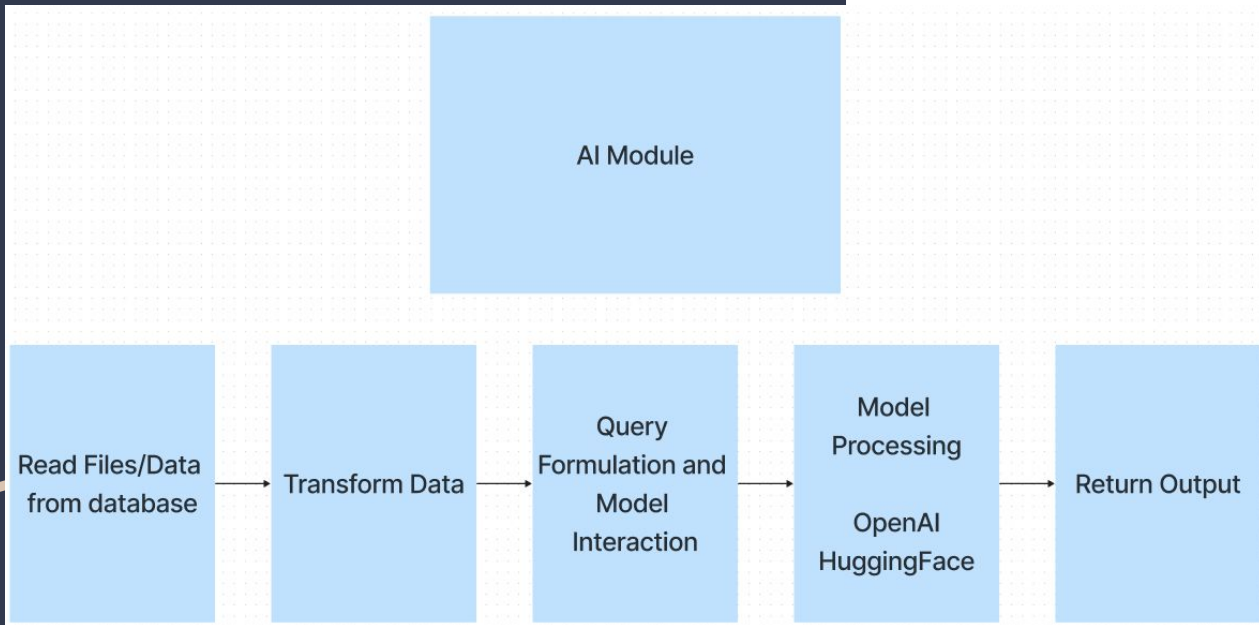 AI Module
Read Files/Data
from database
Transform Data
Query
Formulation and
Model
Interaction
Model
Processing
OpenAI
HuggingFace
Return Output